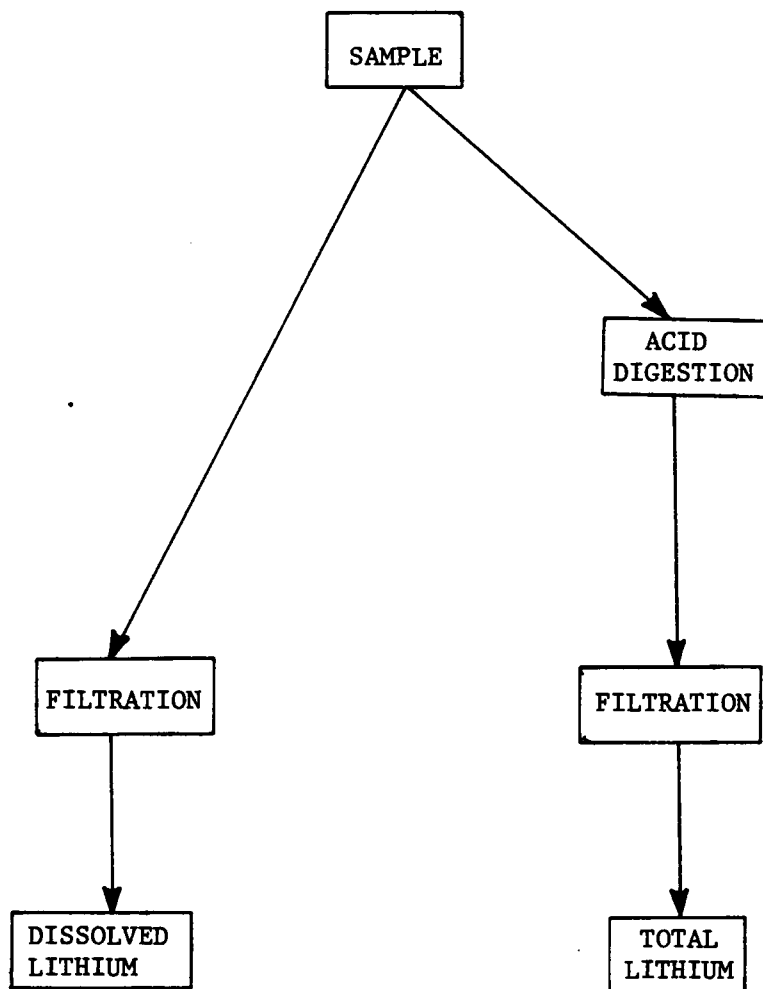 SAMPLE
ACID
DIGESTION
FILTRATION
FILTRATION
DISSOLVED
LITHIUM
TOTAL
LITHIUM